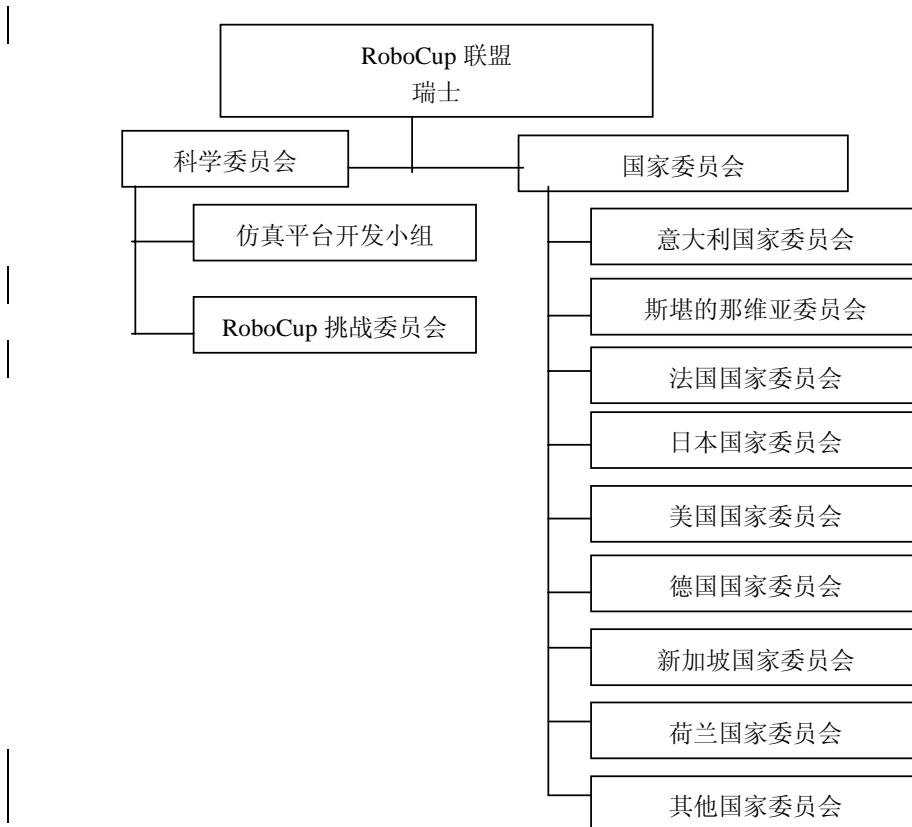 RoboCup 联盟
瑞士
科学委员会
国家委员会
仿真平台开发小组
RoboCup 挑战委员会
意大利国家委员会
斯堪的那维亚委员会
法国国家委员会
日本国家委员会
美国国家委员会
德国国家委员会
新加坡国家委员会
荷兰国家委员会
其他国家委员会